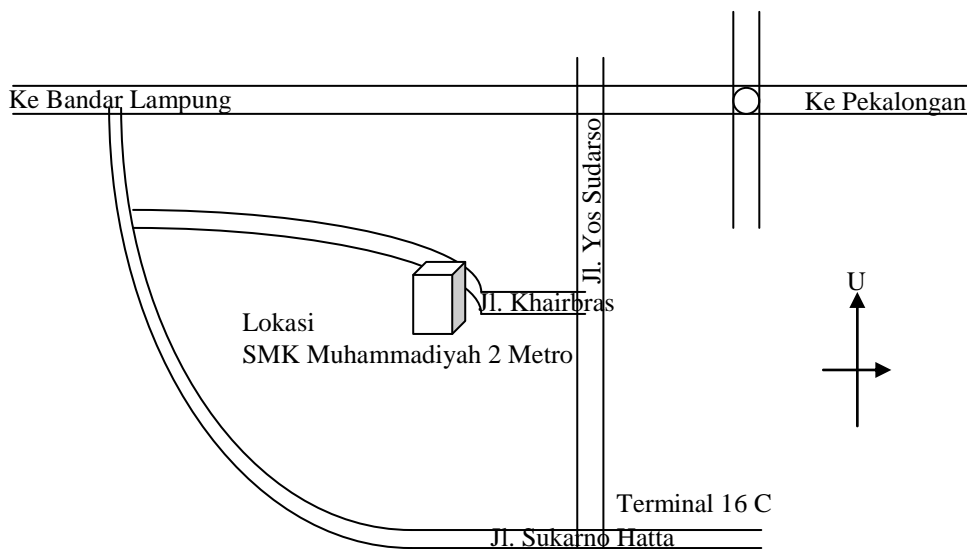 Ke Bandar Lampung
Ke Pekalongan
Jl. Yos Sudarso
U
Jl. Khairbras
Lokasi
SMK Muhammadiyah 2 Metro
Terminal 16 C
Jl. Sukarno Hatta